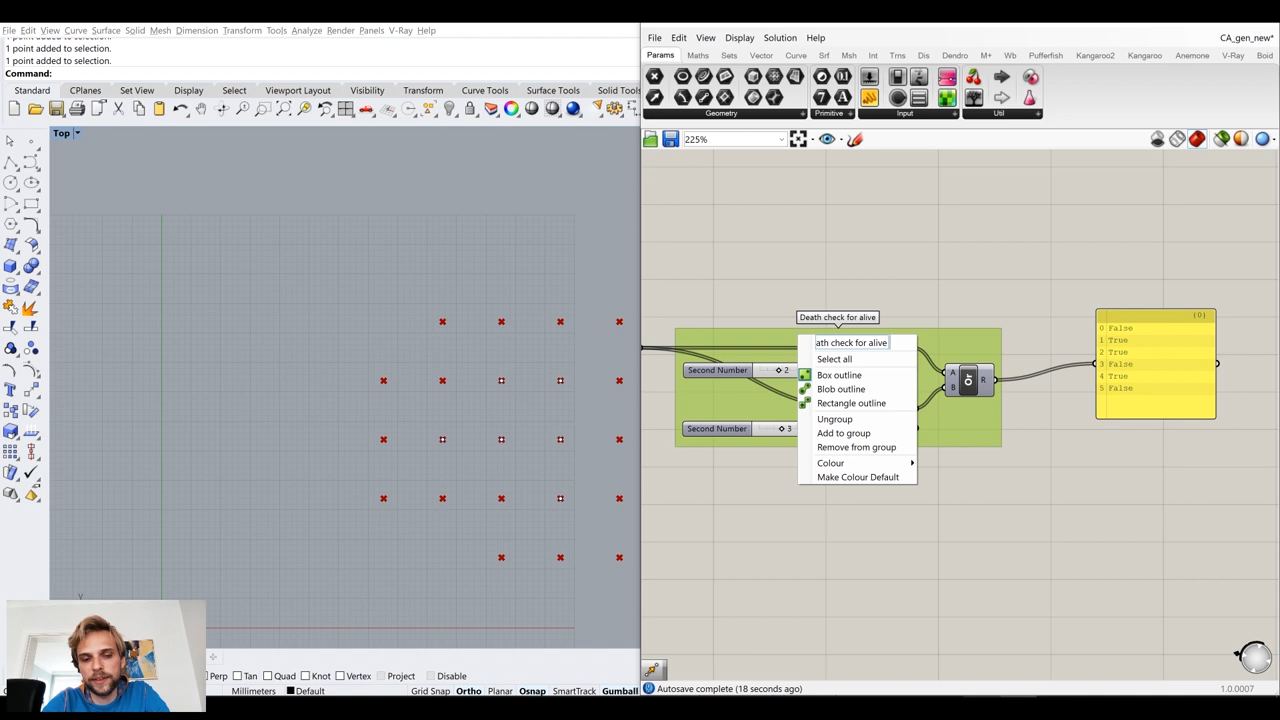 File Edit View Curve Surface Solid Mesh Dimension Transform Tools Analyze Render Panels V-Ray Help
1 point added to selection.
1 point added to selection.
Command:
Standard CPlanes Set View Display Select Viewport Layout Visibility Transform Curve Tools Surface Tools Solid Tools
Top
Perp Tan Quad Knot Vertex Project Disable
Millimeters Default Grid Snap Ortho Planar Osnap SmartTrack Gumball
File Edit View Display Solution Help CA_gen_new*
Params Maths Sets Vector Curve Srf Msh Int Trns Dis Dendro M+ Wb Pufferfish Kangaroo2 Kangaroo Anemone V-Ray Boid
Geometry Primitive Input Util
225%
Death check for alive
ath check for alive
Select all
Box outline
Blob outline
Rectangle outline
Ungroup
Add to group
Remove from group
Colour
Make Colour Default
Second Number 2
Second Number 3
A
B
Or
R
{0}
0 False
1 True
2 True
3 False
4 True
5 False
Autosave complete (18 seconds ago) 1.0.0007